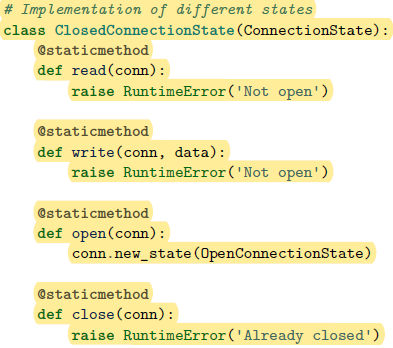 # Implementation of different states
class ClosedConnectionState(ConnectionState):
    @staticmethod
    def read(conn):
        raise RuntimeError('Not open')

    @staticmethod
    def write(conn, data):
        raise RuntimeError('Not open')

    @staticmethod
    def open(conn):
        conn.new_state(OpenConnectionState)

    @staticmethod
    def close(conn):
        raise RuntimeError('Already closed')